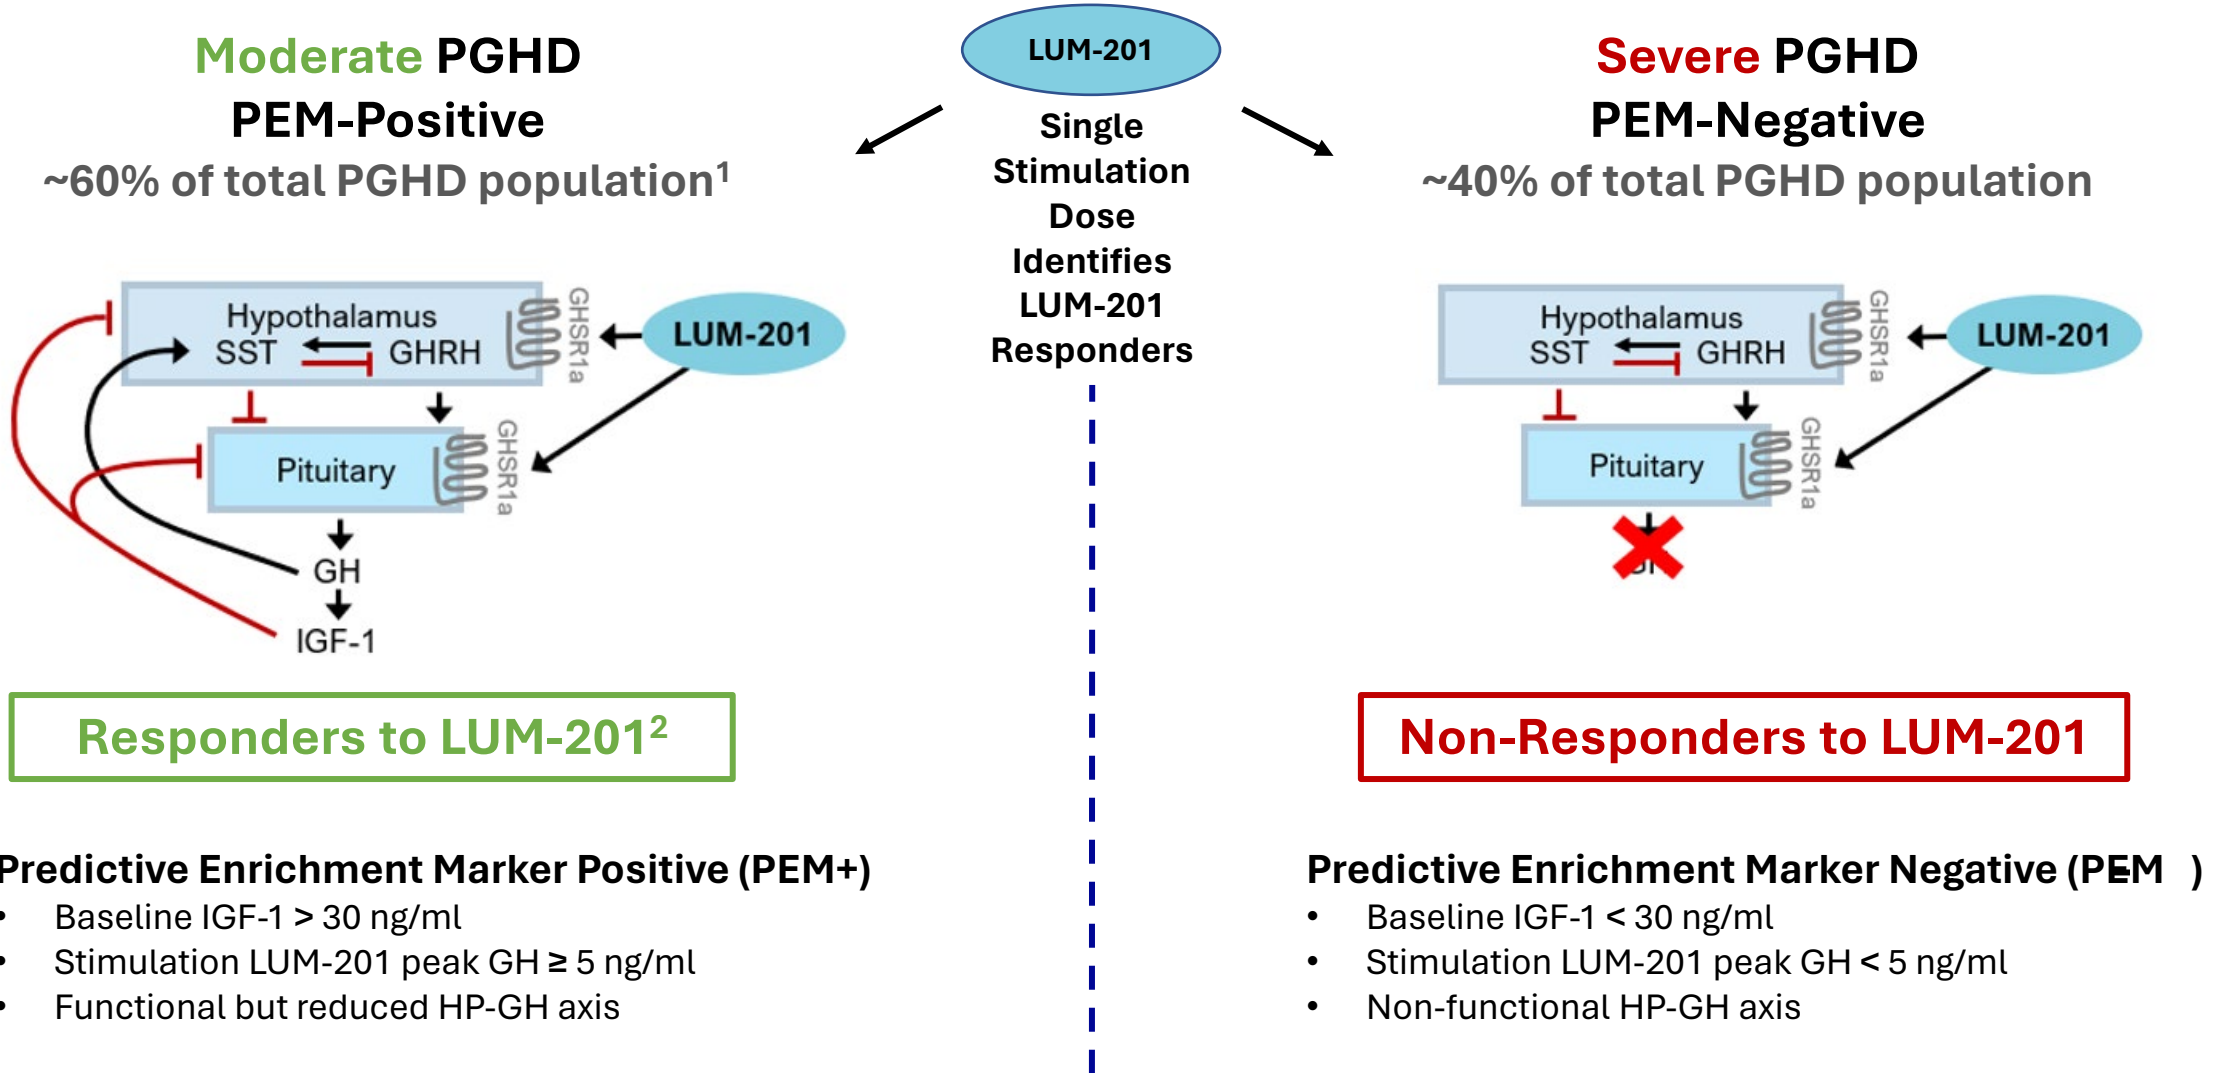 Moderate PGHD
PEM-Positive
~60% of total PGHD population¹
Hypothalamus
SST
GHRH
GHSR1a
LUM-201
Pituitary
GHSR1a
GH
IGF-1
Responders to LUM-201²
Predictive Enrichment Marker Positive (PEM+)
• Baseline IGF-1 > 30 ng/ml
• Stimulation LUM-201 peak GH ≥ 5 ng/ml
• Functional but reduced HP-GH axis
LUM-201
Single
Stimulation
Dose
Identifies
LUM-201
Responders
Severe PGHD
PEM-Negative
~40% of total PGHD population
Hypothalamus
SST
GHRH
GHSR1a
LUM-201
Pituitary
GHSR1a
Non-Responders to LUM-201
Predictive Enrichment Marker Negative (PEM-)
• Baseline IGF-1 < 30 ng/ml
• Stimulation LUM-201 peak GH < 5 ng/ml
• Non-functional HP-GH axis